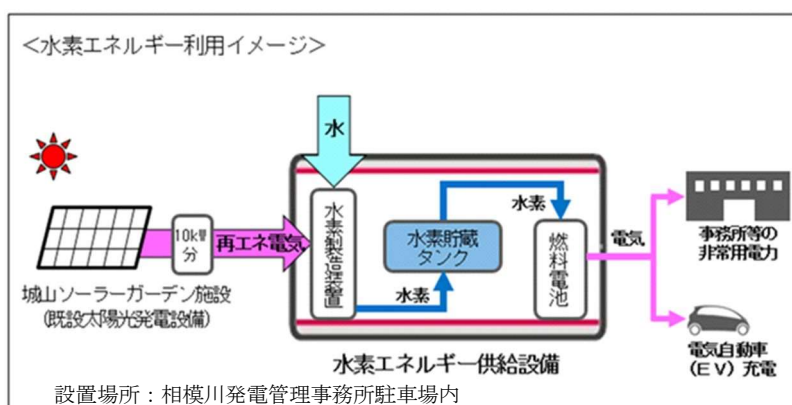 <水素エネルギー利用イメージ>
水
10kW
分
再エネ電気
水素製造装置
水素貯蔵
タンク
水素
水素
燃料電池
電気
事務所等の
非常用電力
城山ソーラーガーデン施設
(既設太陽光発電設備)
電気自動車
(EV)充電
水素エネルギー供給設備
設置場所：相模川発電管理事務所駐車場内